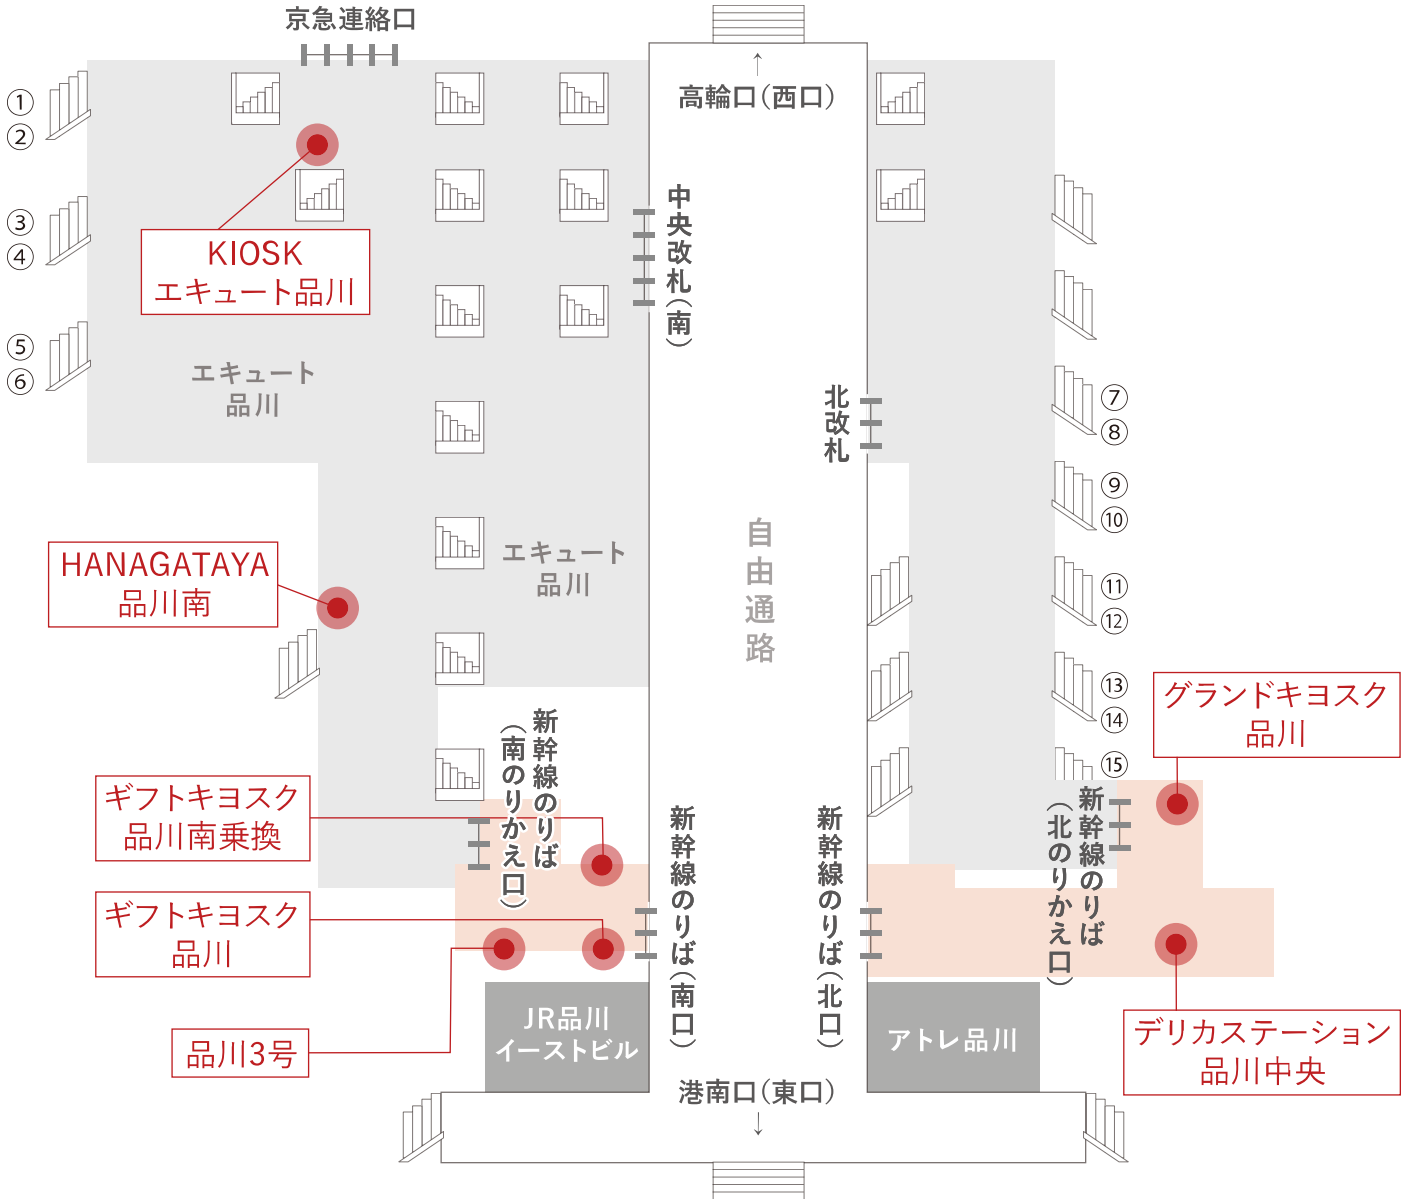 京急連絡口
高輪口(西口)
①
②
③
④
⑤
⑥
KIOSK
エキュート品川
エキュート
品川
中央改札(南)
北改札
⑦
⑧
⑨
⑩
⑪
⑫
⑬
⑭
⑮
自由通路
エキュート
品川
HANAGATAYA
品川南
グランドキヨスク
品川
新幹線のりば
(南のりかえ口)
ギフトキヨスク
品川南乗換
ギフトキヨスク
品川
品川3号
新幹線のりば(南口)
新幹線のりば(北口)
新幹線のりば
(北のりかえ口)
デリカステーション
品川中央
JR品川
イーストビル
アトレ品川
港南口(東口)